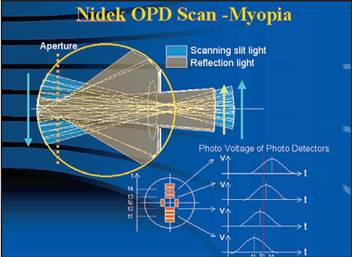 Nidek OPD Scan -Myopia
Aperture
Scanning slit light
Reflection light
Photo Voltage of Photo Detectors
t
t4
t3
t2
t1
V
t
V
t
V
t
V
t